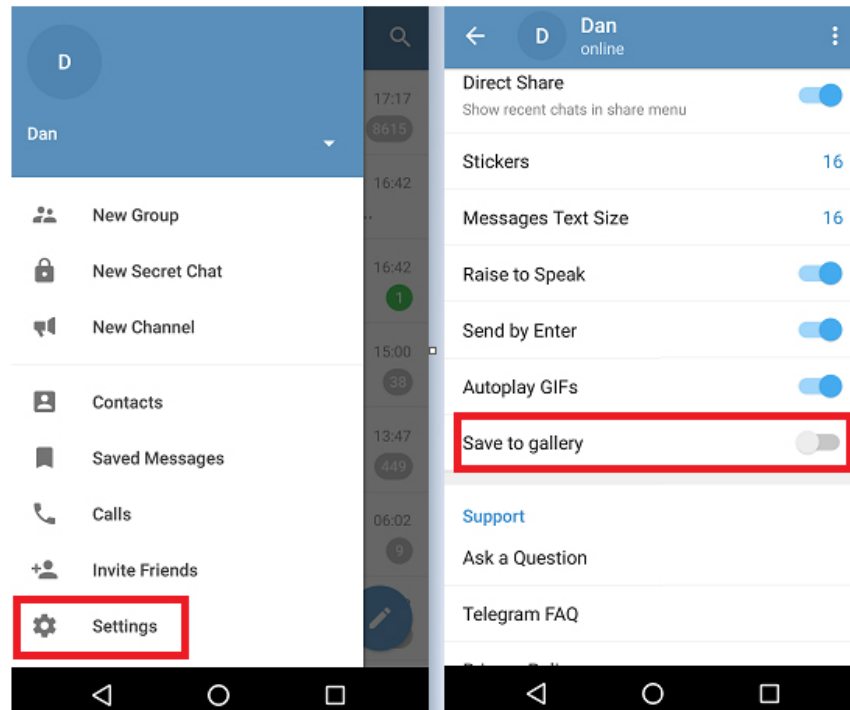 D
Dan
New Group
New Secret Chat
New Channel
Contacts
Saved Messages
Calls
Invite Friends
Settings
17:17
8615
16:42
..
16:42
1
15:00
38
13:47
449
06:02
9
D
Dan
online
Direct Share
Show recent chats in share menu
Stickers 16
Messages Text Size 16
Raise to Speak
Send by Enter
Autoplay GIFs
Save to gallery
Support
Ask a Question
Telegram FAQ